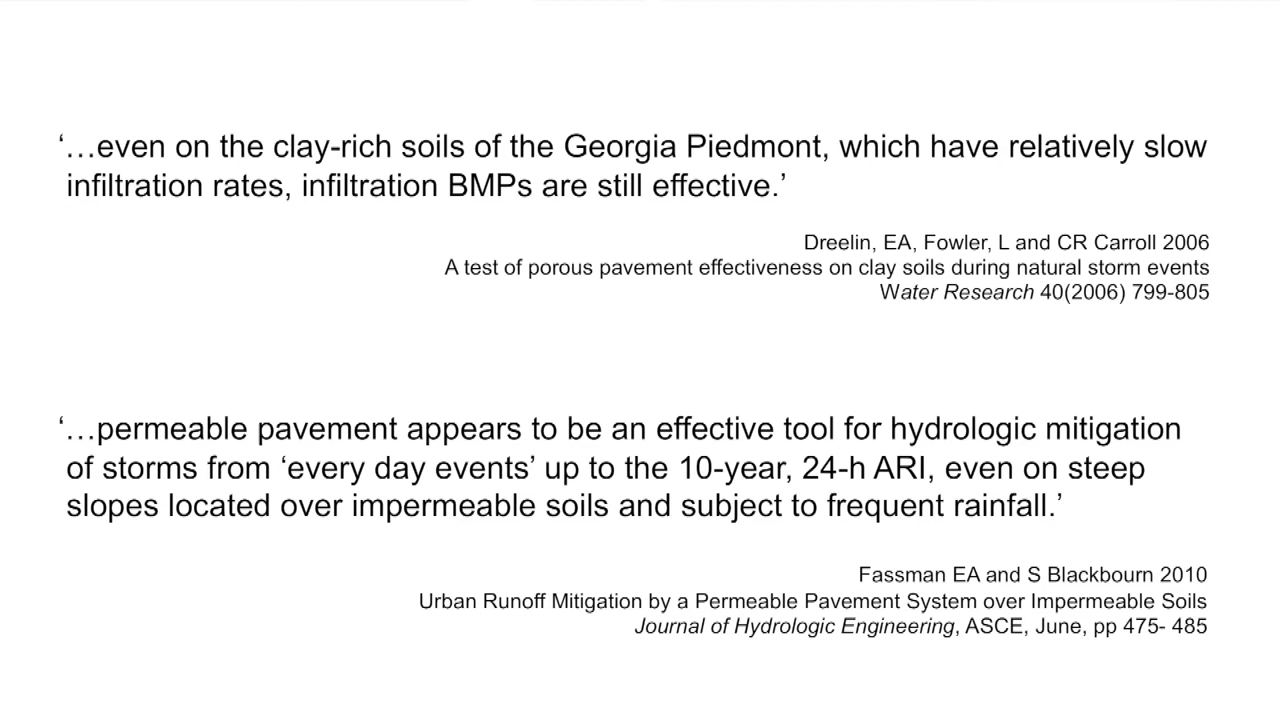 ‘…even on the clay-rich soils of the Georgia Piedmont, which have relatively slow
infiltration rates, infiltration BMPs are still effective.’
Dreelin, EA, Fowler, L and CR Carroll 2006
A test of porous pavement effectiveness on clay soils during natural storm events
Water Research 40(2006) 799-805
‘…permeable pavement appears to be an effective tool for hydrologic mitigation
of storms from ‘every day events’ up to the 10-year, 24-h ARI, even on steep
slopes located over impermeable soils and subject to frequent rainfall.’
Fassman EA and S Blackbourn 2010
Urban Runoff Mitigation by a Permeable Pavement System over Impermeable Soils
Journal of Hydrologic Engineering, ASCE, June, pp 475- 485